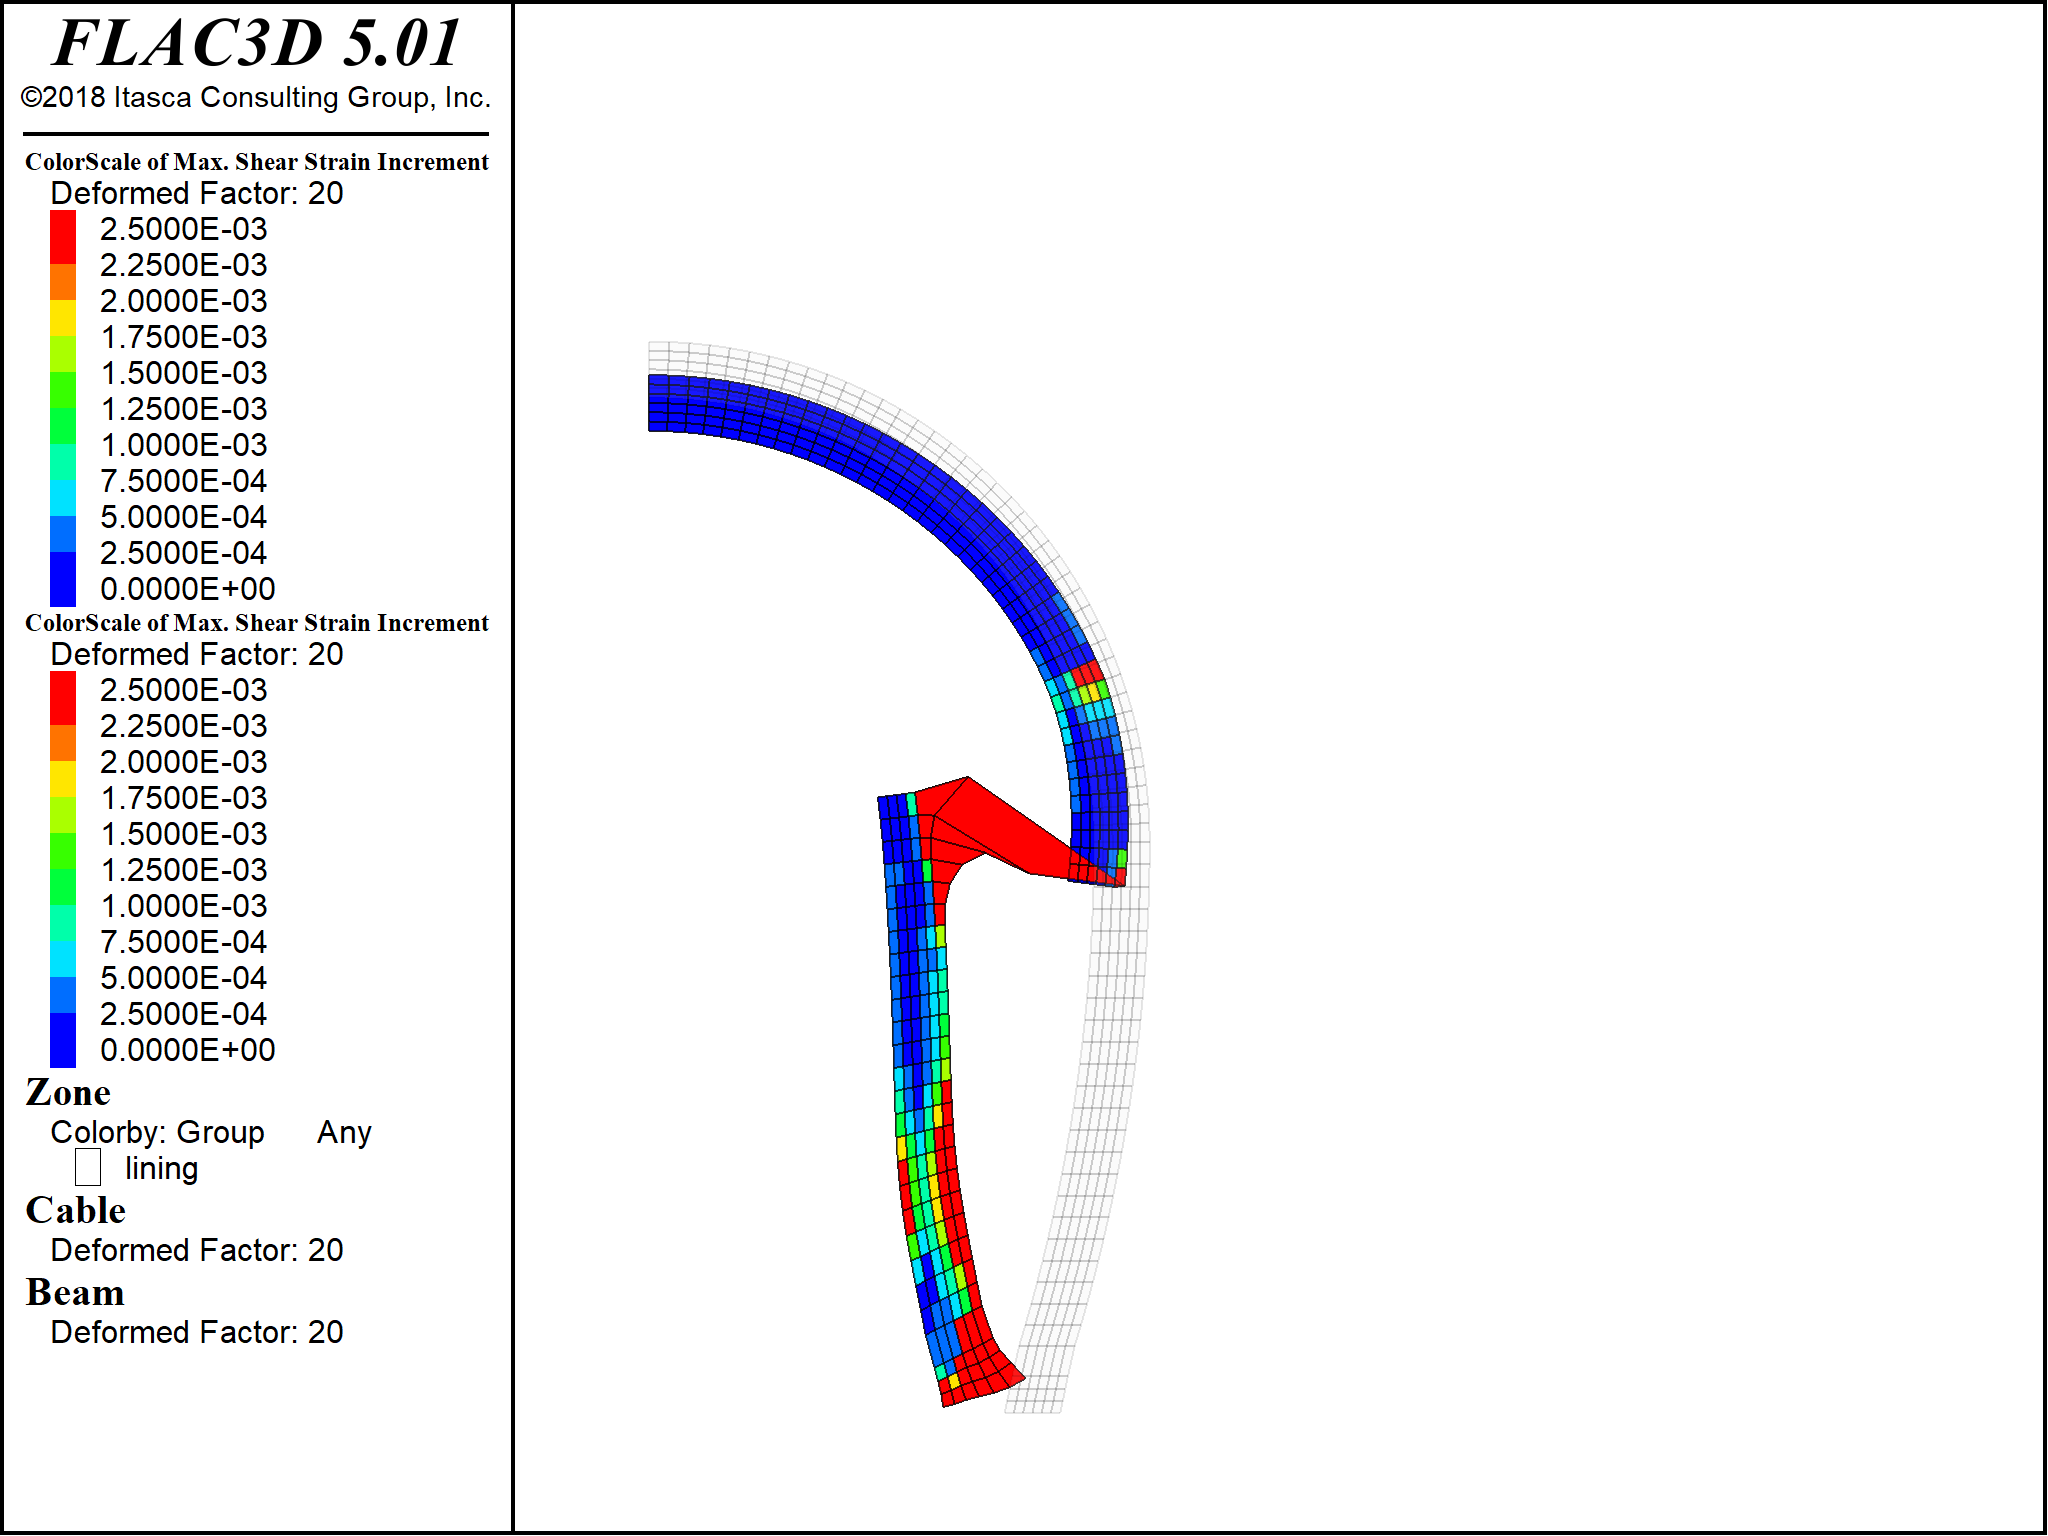 FLAC3D 5.01
©2018 Itasca Consulting Group, Inc.
ColorScale of Max. Shear Strain Increment
Deformed Factor: 20
2.5000E-03
2.2500E-03
2.0000E-03
1.7500E-03
1.5000E-03
1.2500E-03
1.0000E-03
7.5000E-04
5.0000E-04
2.5000E-04
0.0000E+00
ColorScale of Max. Shear Strain Increment
Deformed Factor: 20
2.5000E-03
2.2500E-03
2.0000E-03
1.7500E-03
1.5000E-03
1.2500E-03
1.0000E-03
7.5000E-04
5.0000E-04
2.5000E-04
0.0000E+00
Zone
Colorby: Group Any
lining
Cable
Deformed Factor: 20
Beam
Deformed Factor: 20